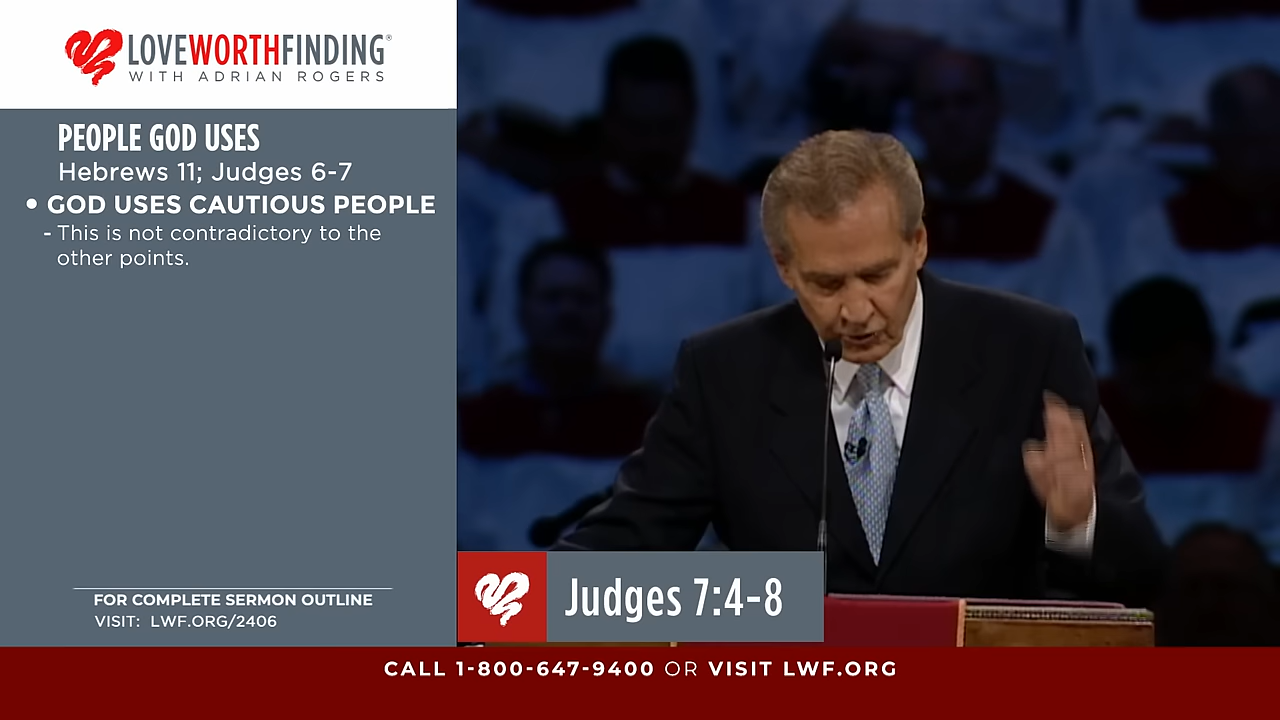 LOVEWORTHFINDING®
WITH ADRIAN ROGERS
PEOPLE GOD USES
Hebrews 11; Judges 6-7
• GOD USES CAUTIOUS PEOPLE
- This is not contradictory to the
other points.
FOR COMPLETE SERMON OUTLINE
VISIT: LWF.ORG/2406
Judges 7:4-8
CALL 1-800-647-9400 OR VISIT LWF.ORG